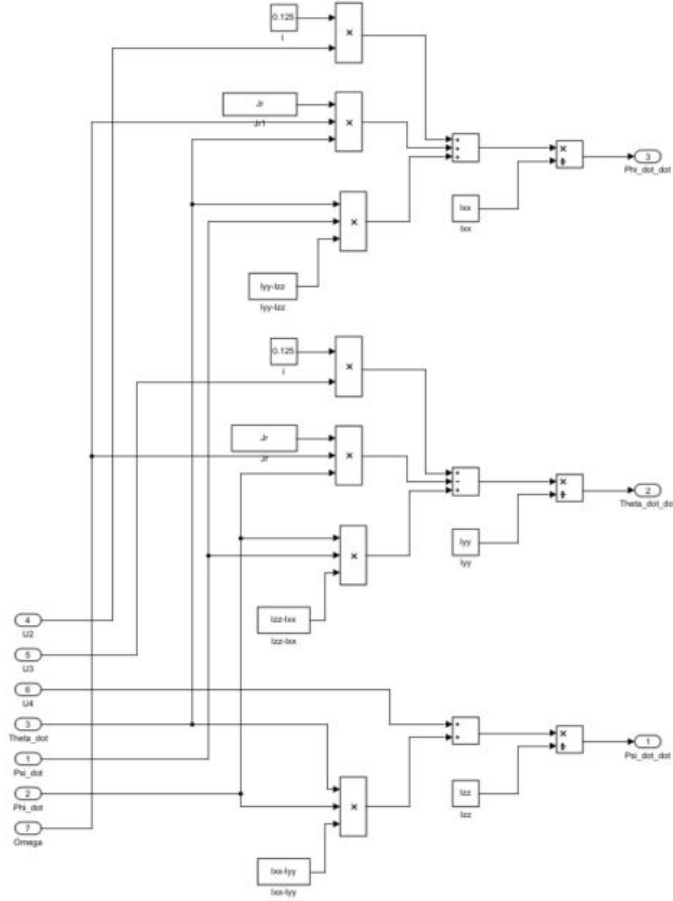 0.125
l
Jr
Jr1
3
Phi_dot_dot
Ixx
Ixx
Iyy-Izz
Iyy-Izz
0.125
l
Jr
Jr
2
Theta_dot_do
Iyy
Iyy
Izz-Ixx
Izz-Ixx
4
U2
5
U3
6
U4
3
Theta_dot
1
Psi_dot_dot
1
Psi_dot
Izz
Izz
2
Phi_dot
7
Omega
Ixx-Iyy
Ixx-Iyy